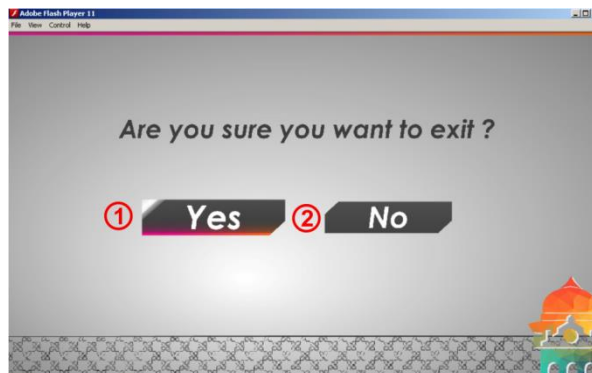 Adobe Flash Player 11
File View Control Help
Are you sure you want to exit ?
1 Yes 2 No